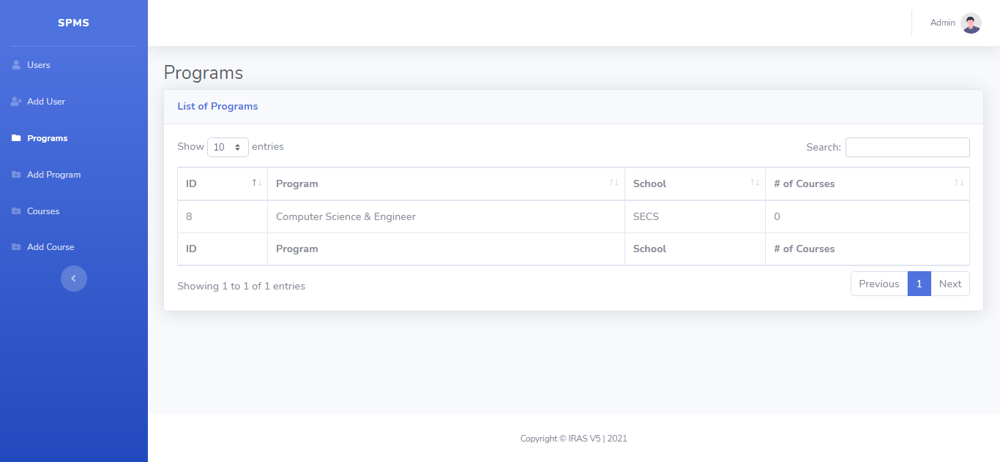 SPMS
Admin
Users
Add User
Programs
Add Program
Courses
Add Course
Programs
List of Programs
Show 10 entries
Search:
ID Program School # of Courses
8 Computer Science & Engineer SECS 0
ID Program School # of Courses
Showing 1 to 1 of 1 entries
Previous 1 Next
Copyright © IRAS V5 | 2021